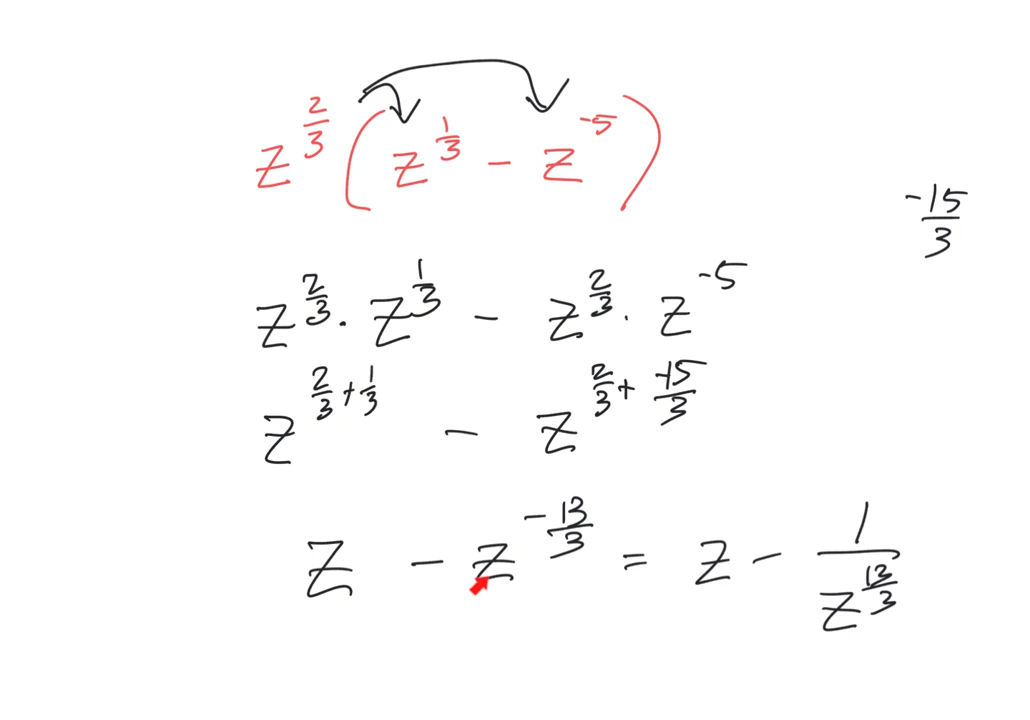 z^{2/3} ( z^{1/3} - z^{-5} )
-15/3
z^{2/3} · z^{1/3} - z^{2/3} · z^{-5}
z^{2/3 + 1/3} - z^{2/3 + -15/3}
z - z^{-13/3} = z - 1/z^{13/3}